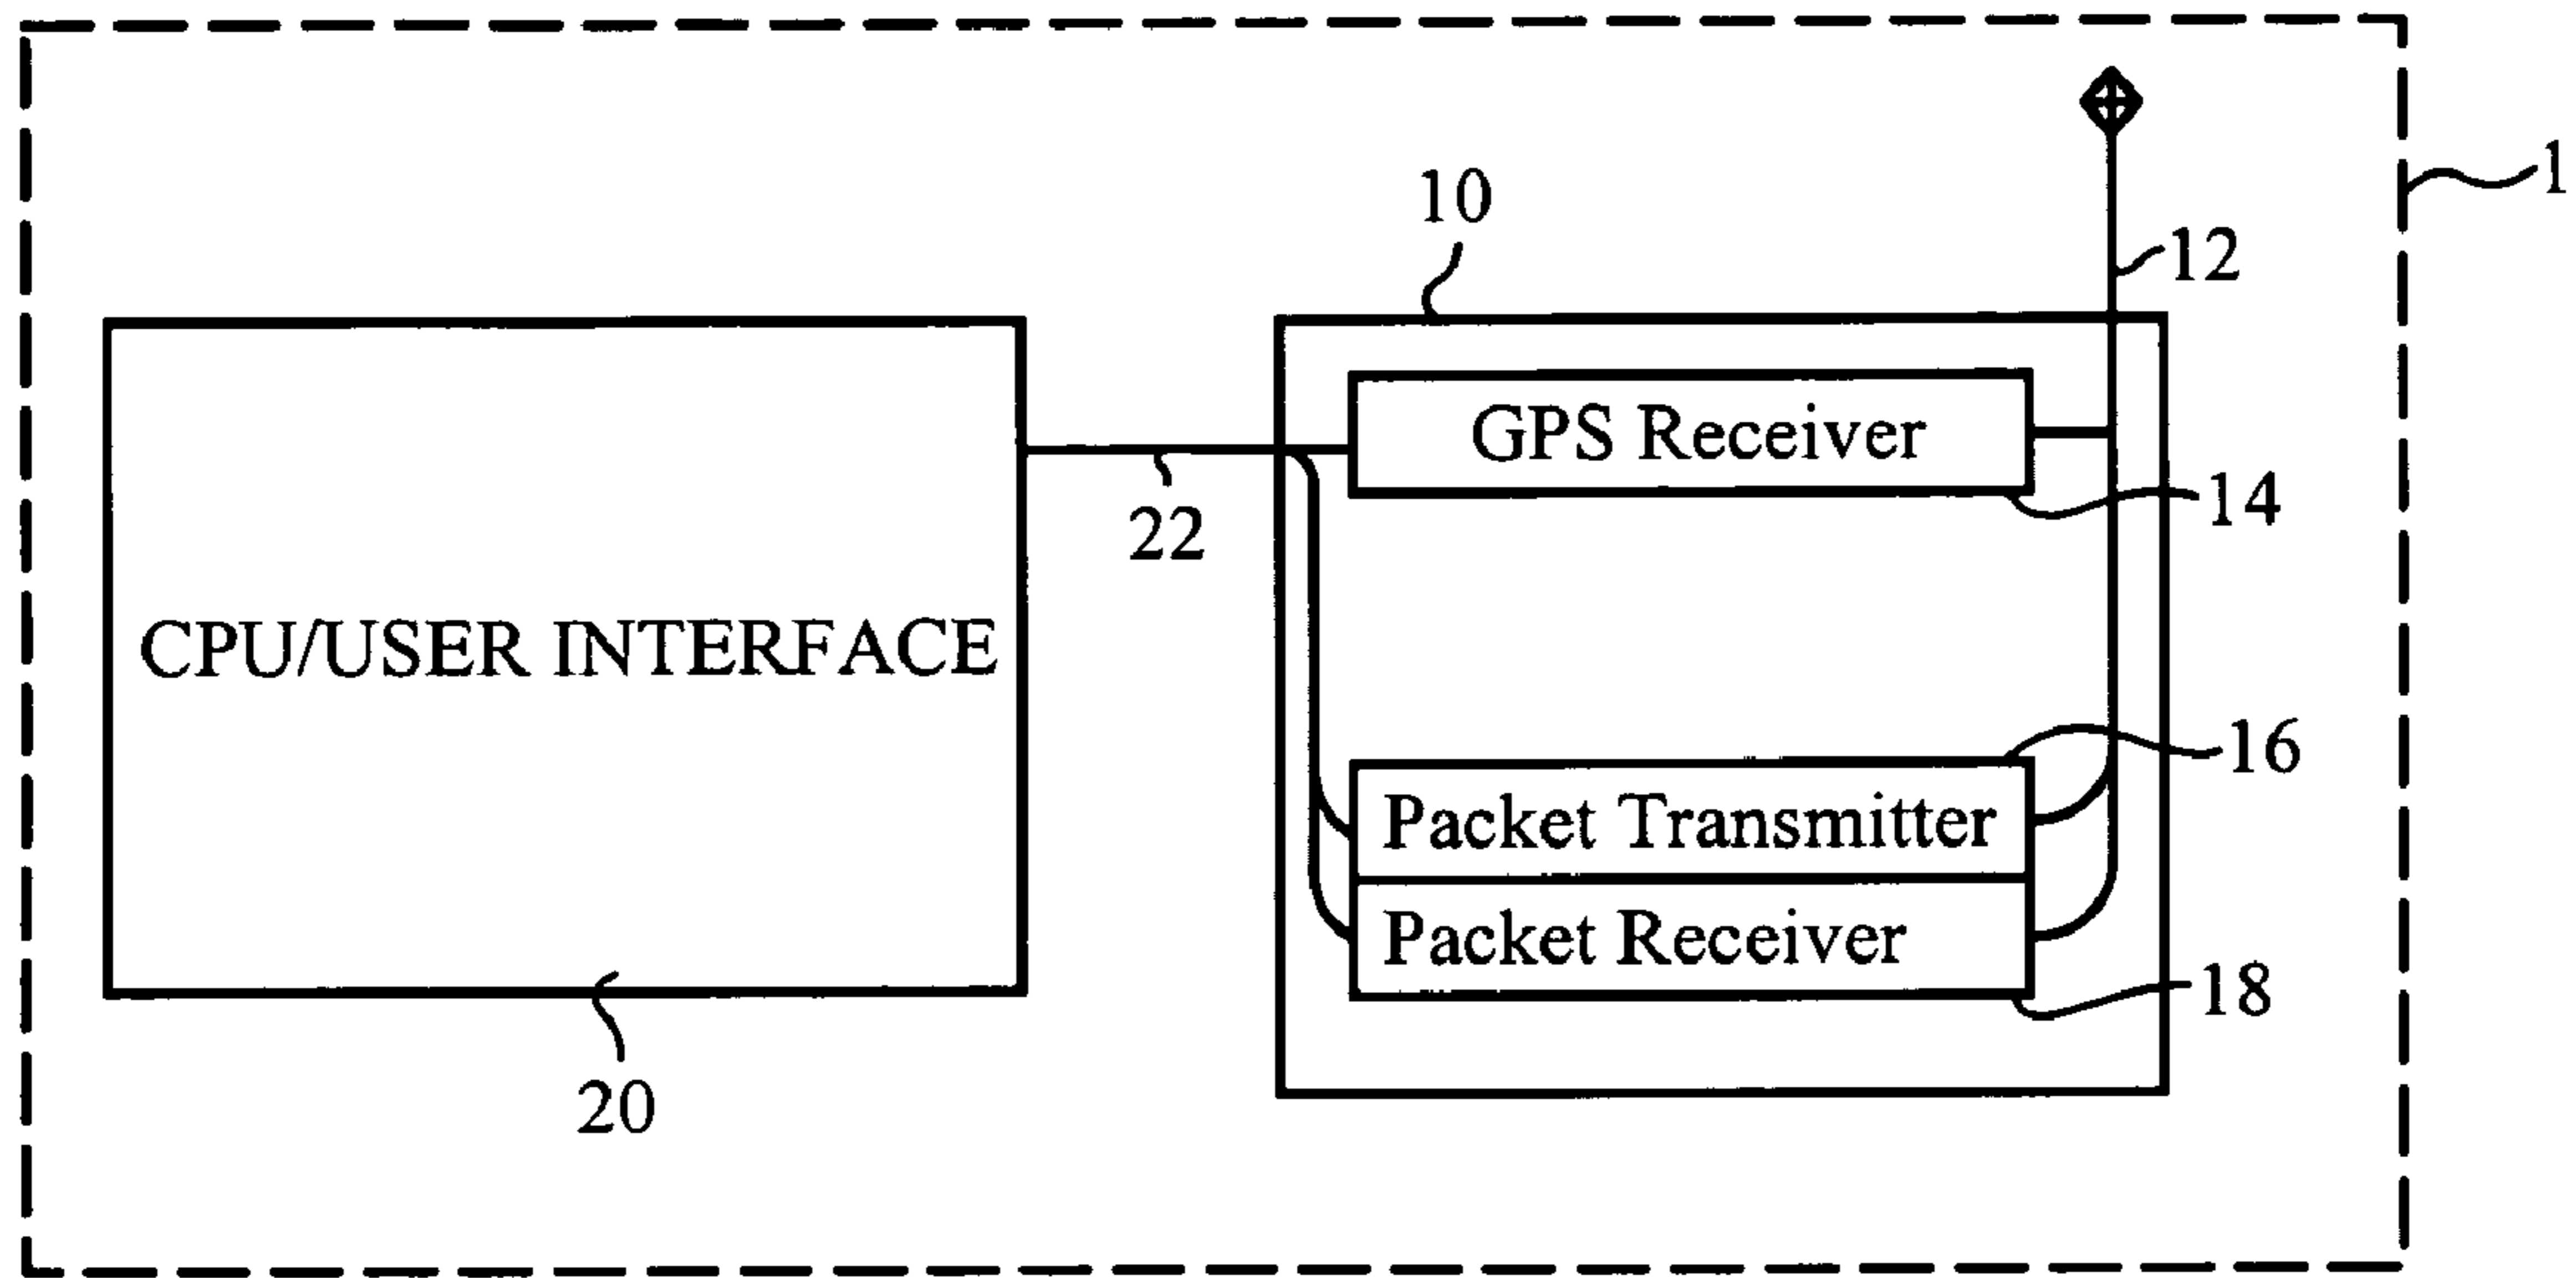 1
10
12
GPS Receiver
14
22
CPU/USER INTERFACE
16
Packet Transmitter
Packet Receiver
18
20